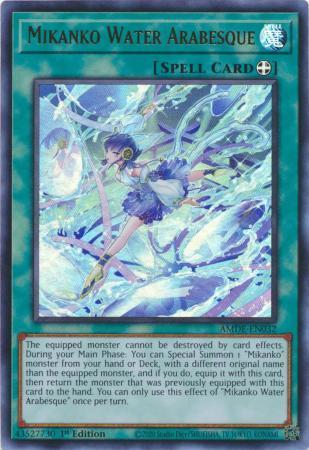 Mikanko Water Arabesque
[Spell Card]
AMDE-EN032
The equipped monster cannot be destroyed by card effects.
During your Main Phase: You can Special Summon 1 "Mikanko"
monster from your hand or Deck, with a different original name
than the equipped monster, and if you do, equip it with this card,
then return the monster that was previously equipped with this
card to the hand. You can only use this effect of "Mikanko Water
Arabesque" once per turn.
43527730 1st Edition
©2020 Studio Dice/SHUEISHA, TV TOKYO, KONAMI